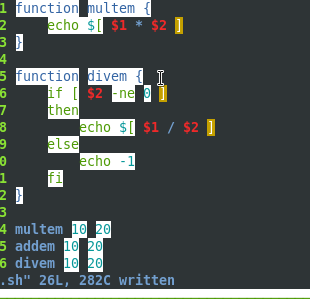 1 function multem {
2     echo $[ $1 * $2 ]
3 }
4
5 function divem {
6     if [ $2 -ne 0 ]
7     then
8         echo $[ $1 / $2 ]
9     else
0         echo -1
1     fi
2 }
3
4 multem 10 20
5 addem 10 20
6 divem 10 20
.sh" 26L, 282C written